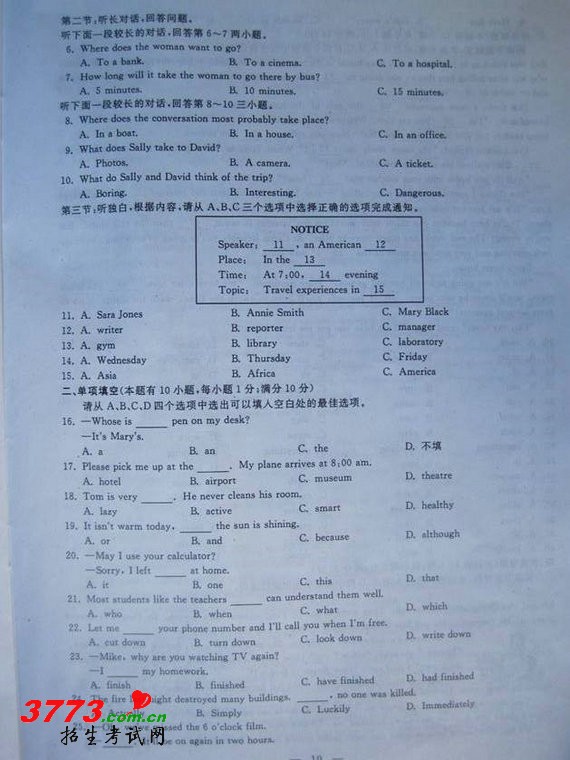 第二节:听长对话,回答问题。
听下面一段较长的对话,回答第6~7两小题。
6. Where does the woman want to go?
A. To a bank. B. To a cinema. C. To a hospital.
7. How long will it take the woman to go there by bus?
A. 5 minutes. B. 10 minutes. C. 15 minutes.
听下面一段较长的对话,回答第8~10三小题。
8. Where does the conversation most probably take place?
A. In a boat. B. In a house. C. In an office.
9. What does Sally take to David?
A. Photos. B. A camera. C. A ticket.
10. What do Sally and David think of the trip?
A. Boring. B. Interesting. C. Dangerous.
第三节:听独白,根据内容,请从A、B、C三个选项中选择正确的选项完成通知。
NOTICE
Speaker: 11 , an American 12
Place: In the 13
Time: At 7:00, 14 evening
Topic: Travel experiences in 15
11. A. Sara Jones B. Annie Smith C. Mary Black
12. A. writer B. reporter C. manager
13. A. gym B. library C. laboratory
14. A. Wednesday B. Thursday C. Friday
15. A. Asia B. Africa C. America
二、单项填空(本题有10小题,每小题1分;满分10分)
请从A、B、C、D四个选项中选出可以填入空白处的最佳选项。
16. —Whose is ______ pen on my desk?
—It's Mary's.
A. a B. an C. the D. 不填
17. Please pick me up at the ______. My plane arrives at 8:00 am.
A. hotel B. airport C. museum D. theatre
18. Tom is very ______. He never cleans his room.
A. lazy B. active C. smart D. healthy
19. It isn't warm today, ______ the sun is shining.
A. or B. and C. because D. although
20. —May I use your calculator?
—Sorry, I left ______ at home.
A. it B. one C. this D. that
21. Most students like the teachers ______ can understand them well.
A. who B. when C. what D. which
22. Let me ______ your phone number and I'll call you when I'm free.
A. cut down B. turn down C. look down D. write down
23. —Mike, why are you watching TV again?
—I ______ my homework.
A. finish B. finished C. have finished D. had finished
24. The fire last night destroyed many buildings. ______, no one was killed.
A. Actually B. Simply C. Luckily D. Immediately
25. —Oh, we've missed the 6 o'clock film.
be on again in two hours.
— 10 —
3773.com.cn
招生考试网